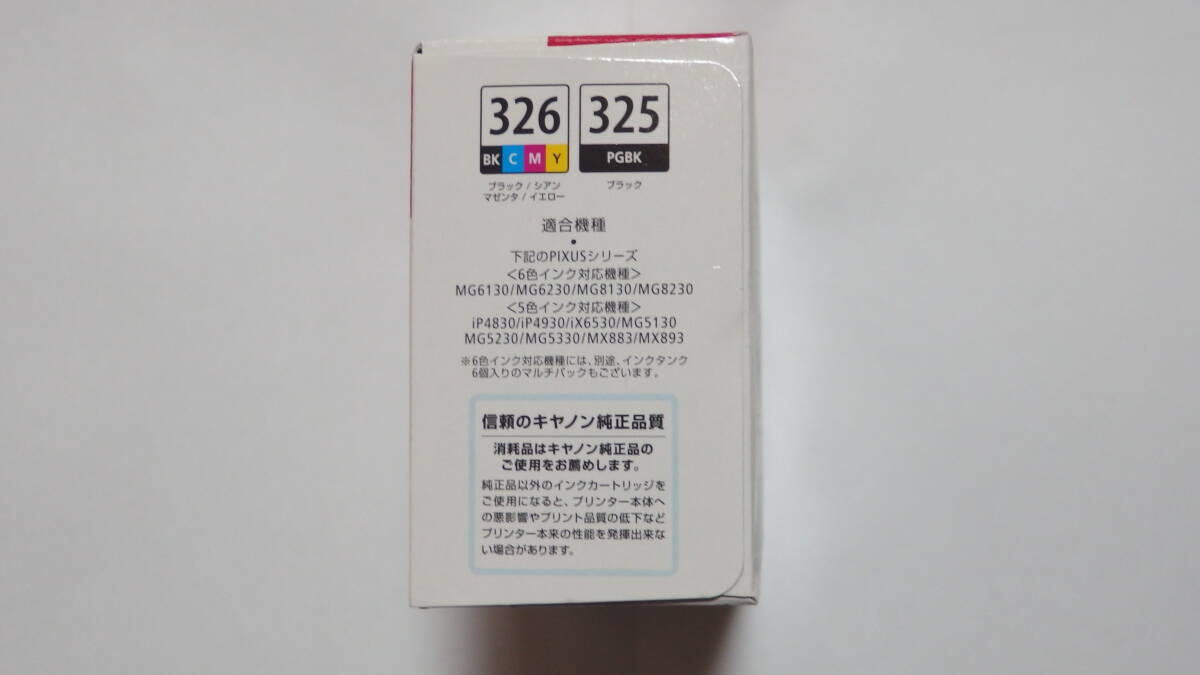 326
BK C M Y
ブラック / シアン
マゼンタ / イエロー
325
PGBK
ブラック
適合機種
●
下記のPIXUSシリーズ
<6色インク対応機種>
MG6130/MG6230/MG8130/MG8230
<5色インク対応機種>
iP4830/iP4930/iX6530/MG5130
MG5230/MG5330/MX883/MX893
※6色インク対応機種には、別途、インクタンク
6個入りのマルチパックもございます。
信頼のキヤノン純正品質
消耗品はキヤノン純正品の
ご使用をお薦めします。
純正品以外のインクカートリッジを
ご使用になると、プリンター本体へ
の悪影響やプリント品質の低下など
プリンター本来の性能を発揮出来な
い場合があります。